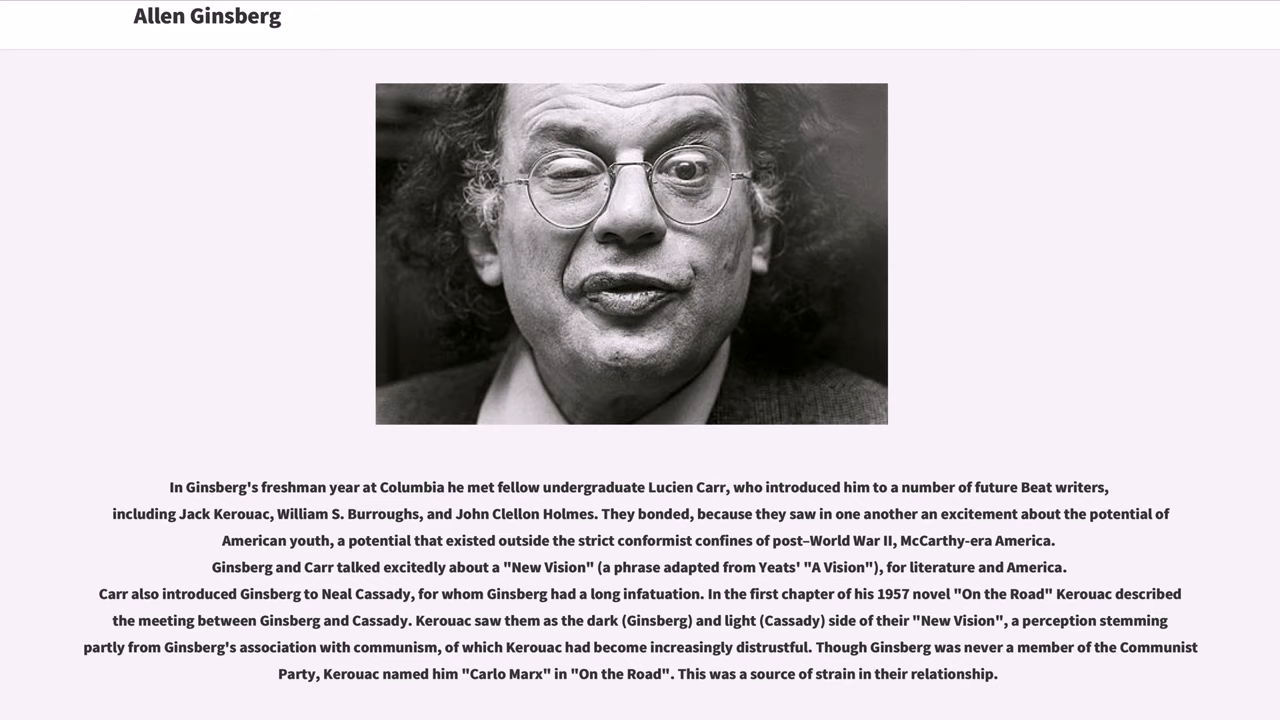 Allen Ginsberg
In Ginsberg's freshman year at Columbia he met fellow undergraduate Lucien Carr, who introduced him to a number of future Beat writers,
including Jack Kerouac, William S. Burroughs, and John Clellon Holmes. They bonded, because they saw in one another an excitement about the potential of
American youth, a potential that existed outside the strict conformist confines of post–World War II, McCarthy-era America.
Ginsberg and Carr talked excitedly about a "New Vision" (a phrase adapted from Yeats' "A Vision"), for literature and America.
Carr also introduced Ginsberg to Neal Cassady, for whom Ginsberg had a long infatuation. In the first chapter of his 1957 novel "On the Road" Kerouac described
the meeting between Ginsberg and Cassady. Kerouac saw them as the dark (Ginsberg) and light (Cassady) side of their "New Vision", a perception stemming
partly from Ginsberg's association with communism, of which Kerouac had become increasingly distrustful. Though Ginsberg was never a member of the Communist
Party, Kerouac named him "Carlo Marx" in "On the Road". This was a source of strain in their relationship.